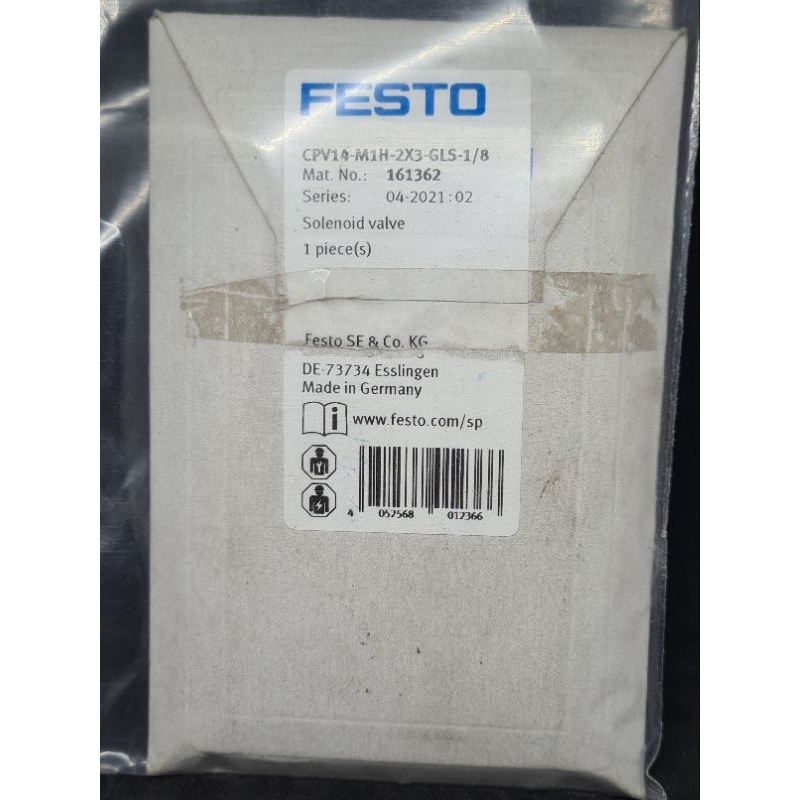 FESTO
CPV14-M1H-2X3-GLS-1/8
Mat. No.: 161362
Series: 04-2021:02
Solenoid valve
1 piece(s)
Festo SE & Co. KG
DE-73734 Esslingen
Made in Germany
www.festo.com/sp
4 052568 012366